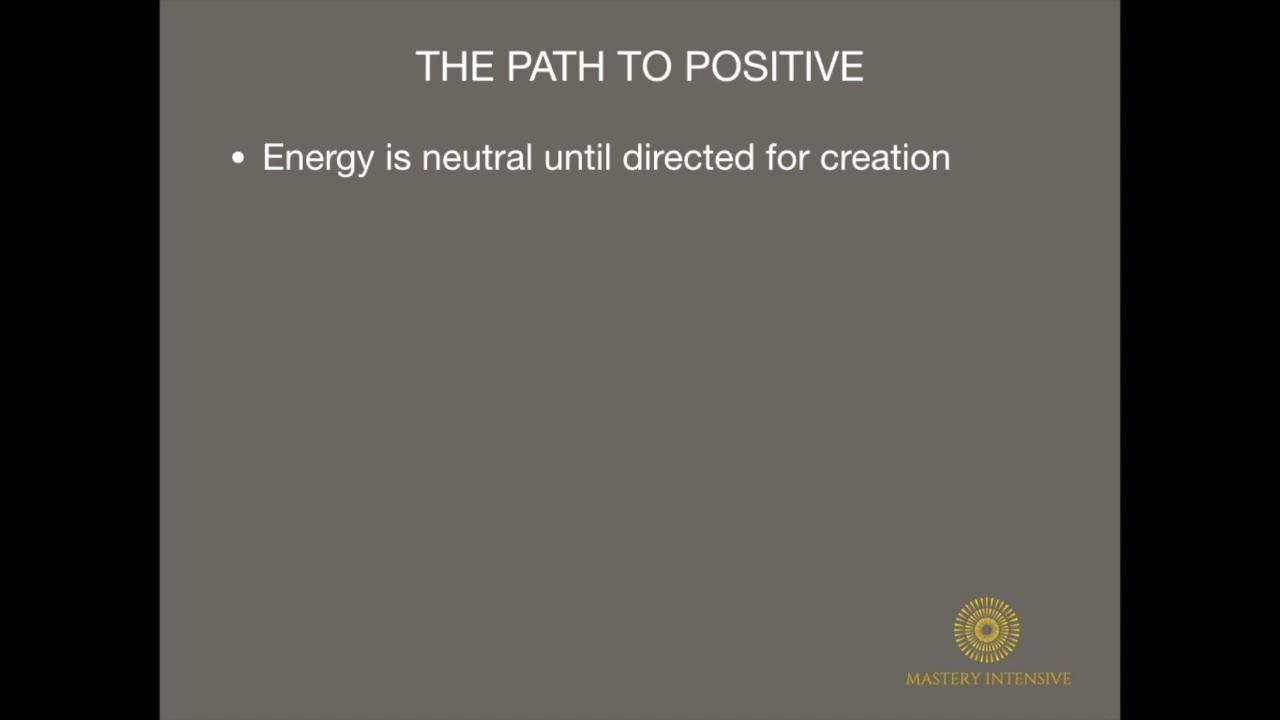 THE PATH TO POSITIVE
• Energy is neutral until directed for creation
MASTERY INTENSIVE